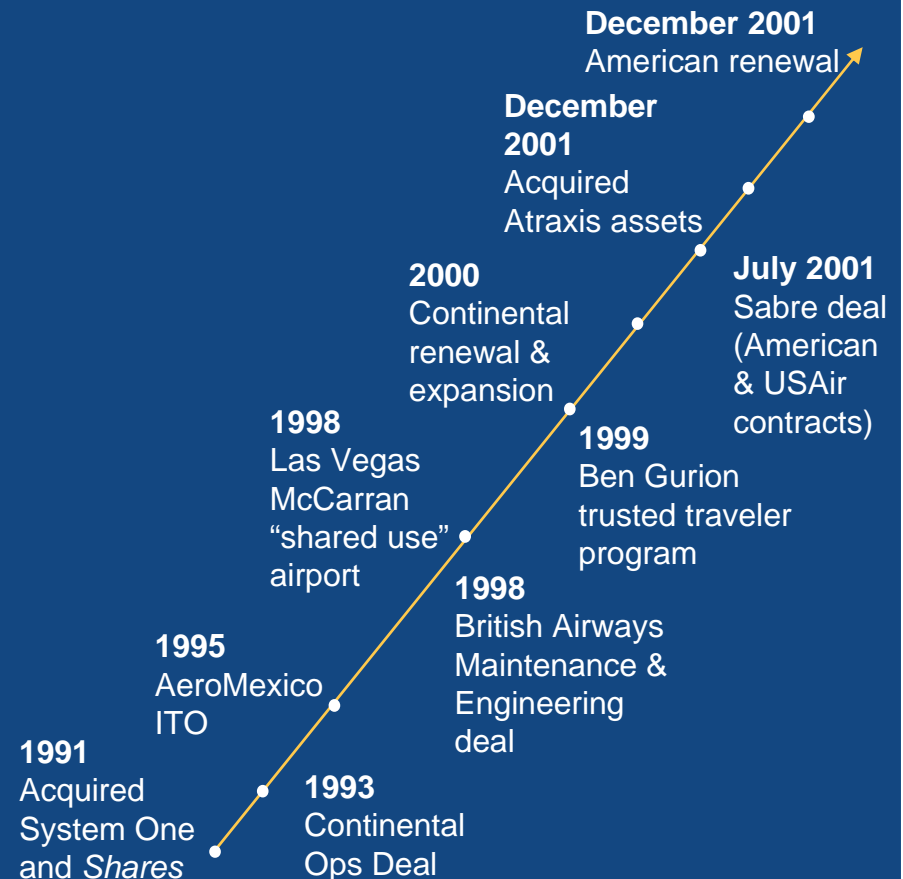 December 2001
American renewal
December
2001
Acquired
Atraxis assets
July 2001
Sabre deal
(American
& USAir
contracts)
2000
Continental
renewal &
expansion
1999
Ben Gurion
trusted traveler
program
1998
Las Vegas
McCarran
“shared use”
airport
1998
British Airways
Maintenance &
Engineering
deal
1995
AeroMexico
ITO
1993
Continental
Ops Deal
1991
Acquired
System One
and Shares